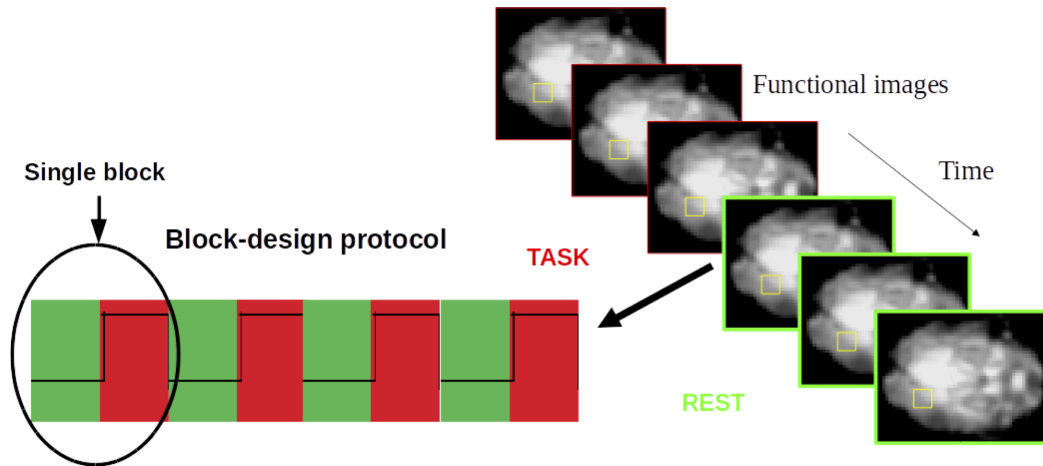 Functional images
Time
Single block
Block-design protocol
TASK
REST